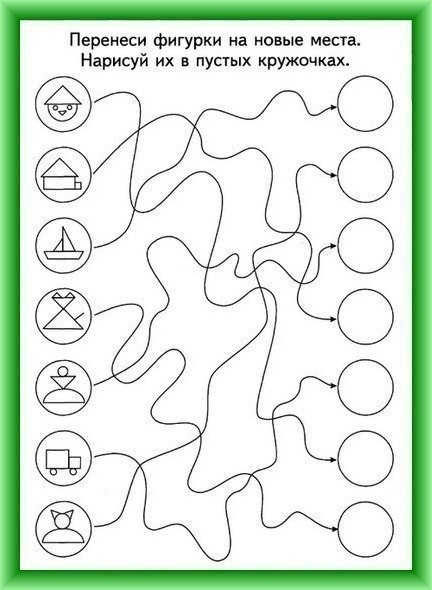 Перенеси фигурки на новые места.
Нарисуй их в пустых кружочках.